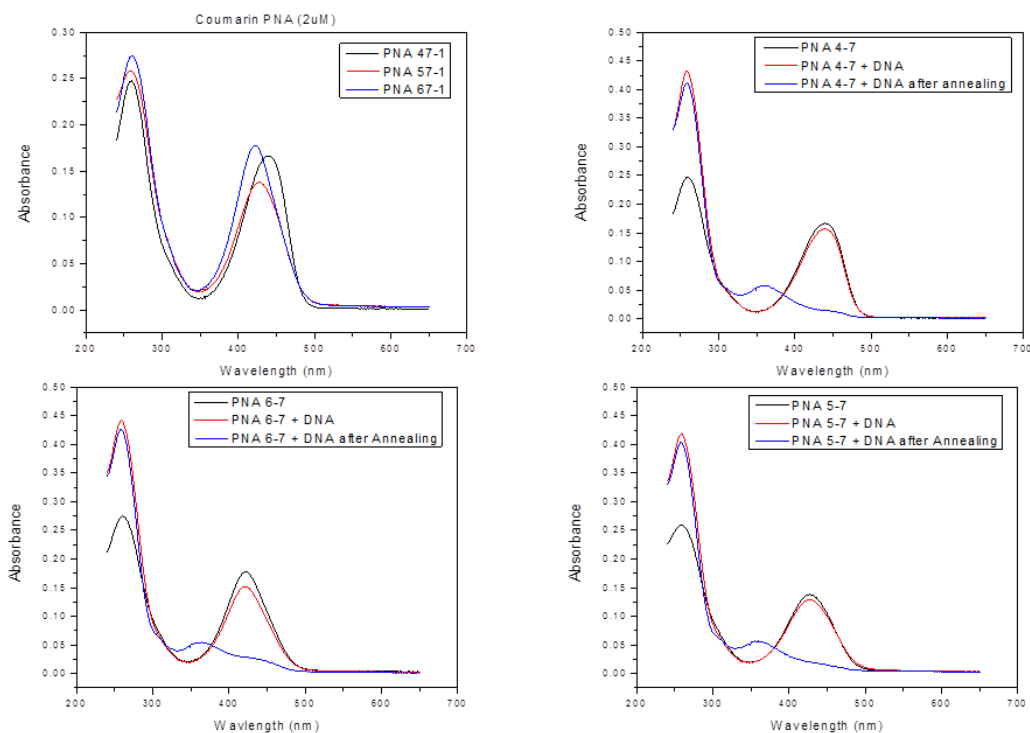 Coumarin PNA (2uM)
PNA 47-1
PNA 57-1
PNA 67-1
Absorbance
0.30
0.25
0.20
0.15
0.10
0.05
0.00
200 300 400 500 600 700
Wavelength (nm)
PNA 4-7
PNA 4-7 + DNA
PNA 4-7 + DNA after annealing
Absorbance
0.50
0.45
0.40
0.35
0.30
0.25
0.20
0.15
0.10
0.05
0.00
200 300 400 500 600 700
Wavelength (nm)
PNA 6-7
PNA 6-7 + DNA
PNA 6-7 + DNA after Annealing
Absorbance
0.50
0.45
0.40
0.35
0.30
0.25
0.20
0.15
0.10
0.05
0.00
200 300 400 500 600 700
Wavelength (nm)
PNA 5-7
PNA 5-7 + DNA
PNA 5-7 + DNA after Annealing
Absorbance
0.50
0.45
0.40
0.35
0.30
0.25
0.20
0.15
0.10
0.05
0.00
200 300 400 500 600 700
Wavelength (nm)